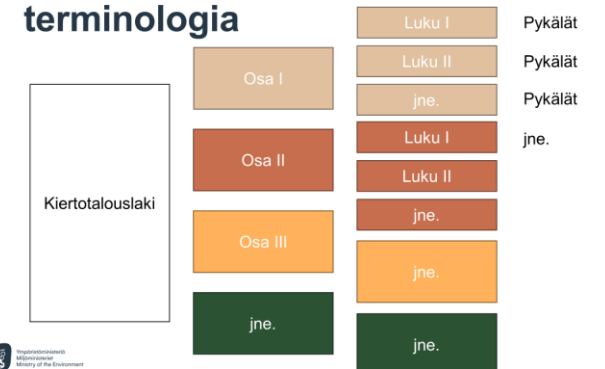 terminologia
Kiertotalouslaki
Osa I
Osa II
Osa III
jne.
Luku I
Luku II
jne.
Luku I
Luku II
jne.
jne.
jne.
Pykälät
Pykälät
Pykälät
jne.
Ympäristöministeriö
Miljöministeriet
Ministry of the Environment